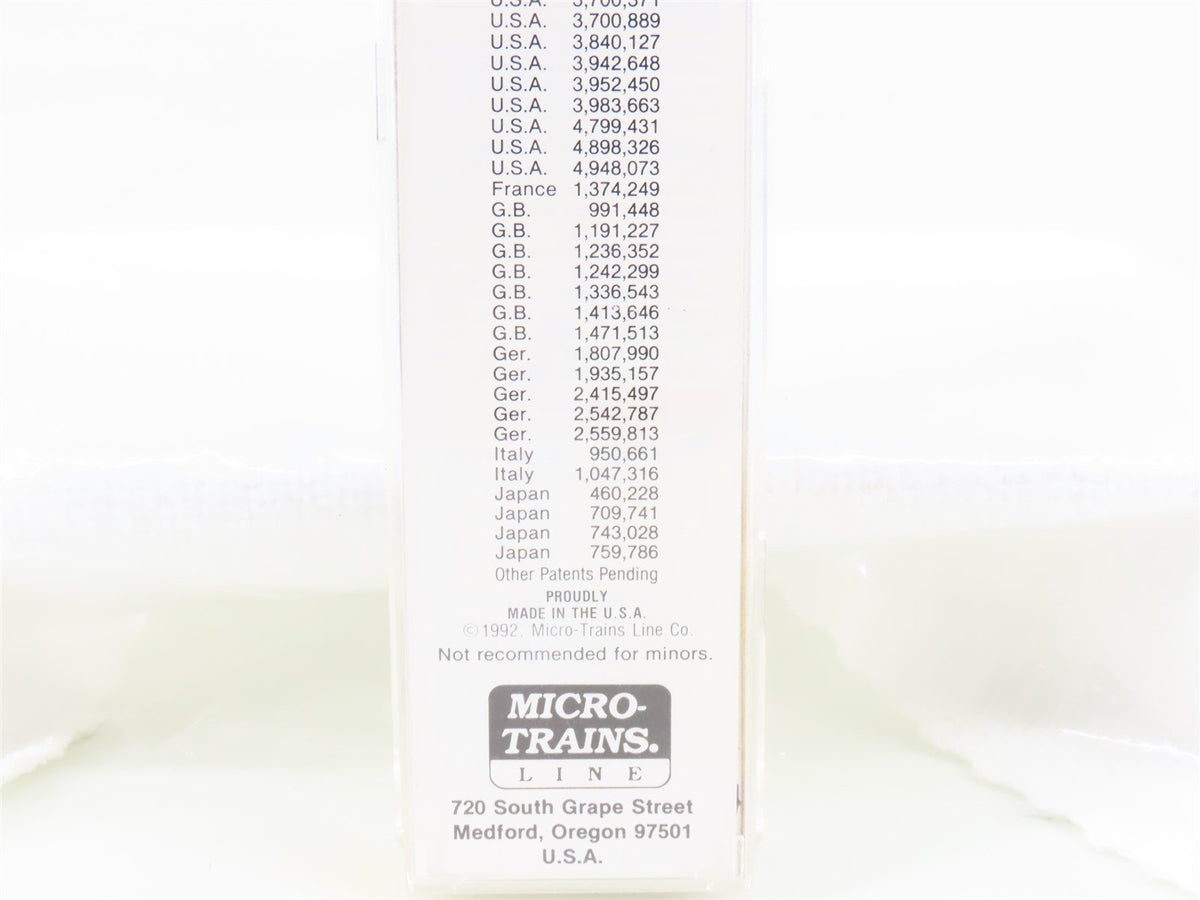 U.S.A. 3,700,371
U.S.A. 3,700,889
U.S.A. 3,840,127
U.S.A. 3,942,648
U.S.A. 3,952,450
U.S.A. 3,983,663
U.S.A. 4,799,431
U.S.A. 4,898,326
U.S.A. 4,948,073
France 1,374,249
G.B. 991,448
G.B. 1,191,227
G.B. 1,236,352
G.B. 1,242,299
G.B. 1,336,543
G.B. 1,413,646
G.B. 1,471,513
Ger. 1,807,990
Ger. 1,935,157
Ger. 2,415,497
Ger. 2,542,787
Ger. 2,559,813
Italy 950,661
Italy 1,047,316
Japan 460,228
Japan 709,741
Japan 743,028
Japan 759,786
Other Patents Pending
PROUDLY
MADE IN THE U.S.A.
©1992, Micro-Trains Line Co.
Not recommended for minors.
MICRO-
TRAINS®
LINE
720 South Grape Street
Medford, Oregon 97501
U.S.A.